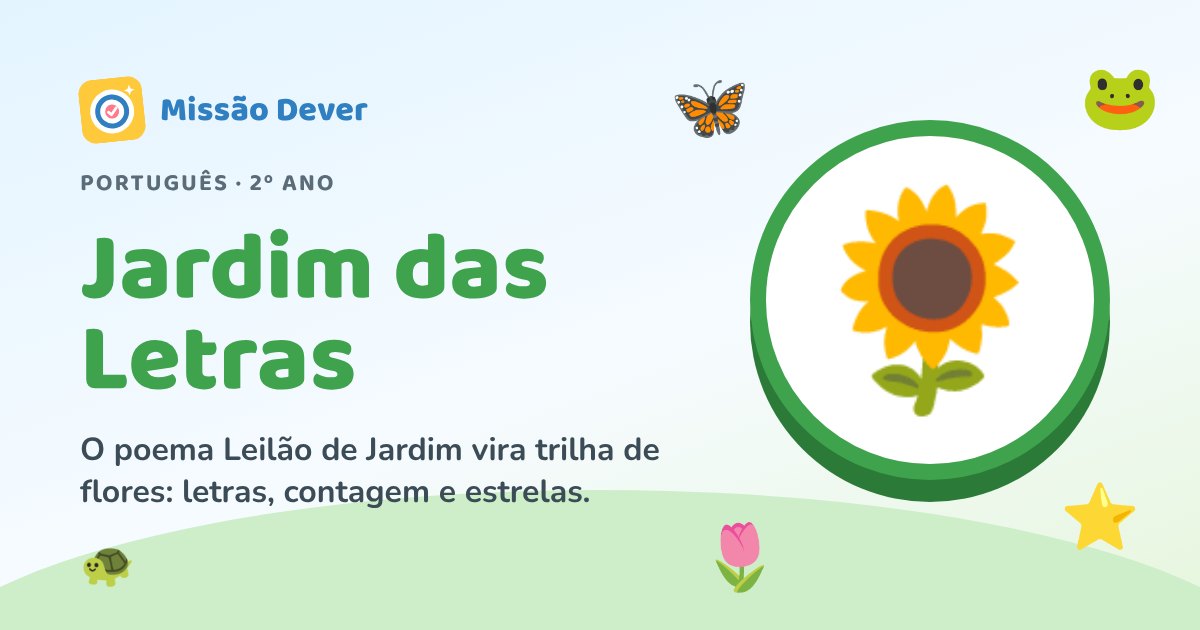 Missão Dever
PORTUGUÊS · 2º ANO
Jardim das
Letras
O poema Leilão de Jardim vira trilha de
flores: letras, contagem e estrelas.